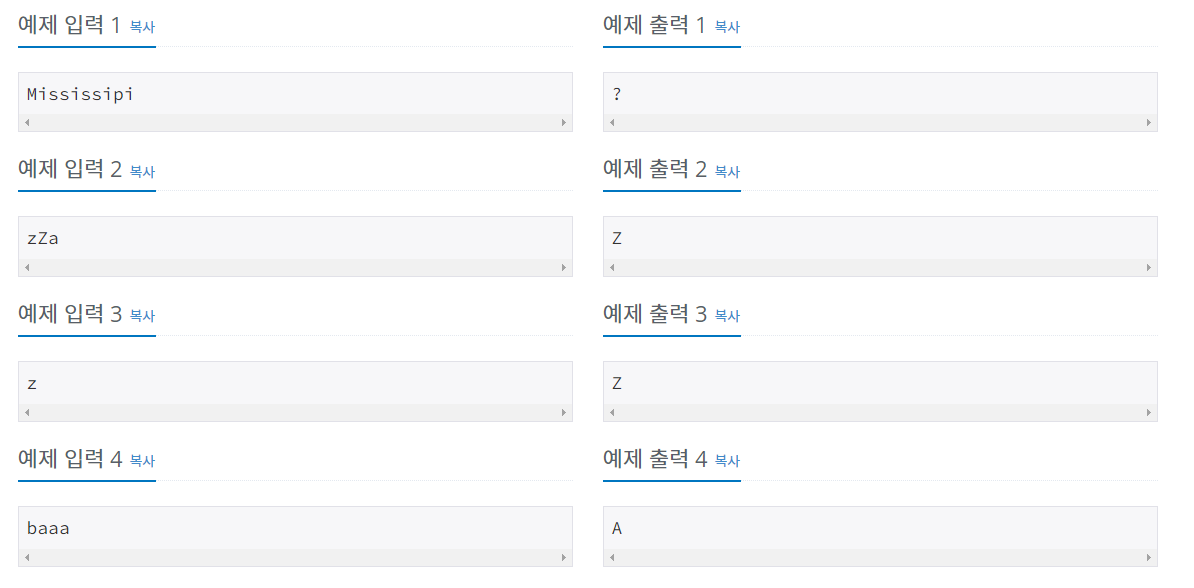 예제 입력 1 복사
예제 출력 1 복사
Mississipi
?
예제 입력 2 복사
예제 출력 2 복사
zZa
Z
예제 입력 3 복사
예제 출력 3 복사
z
Z
예제 입력 4 복사
예제 출력 4 복사
baaa
A